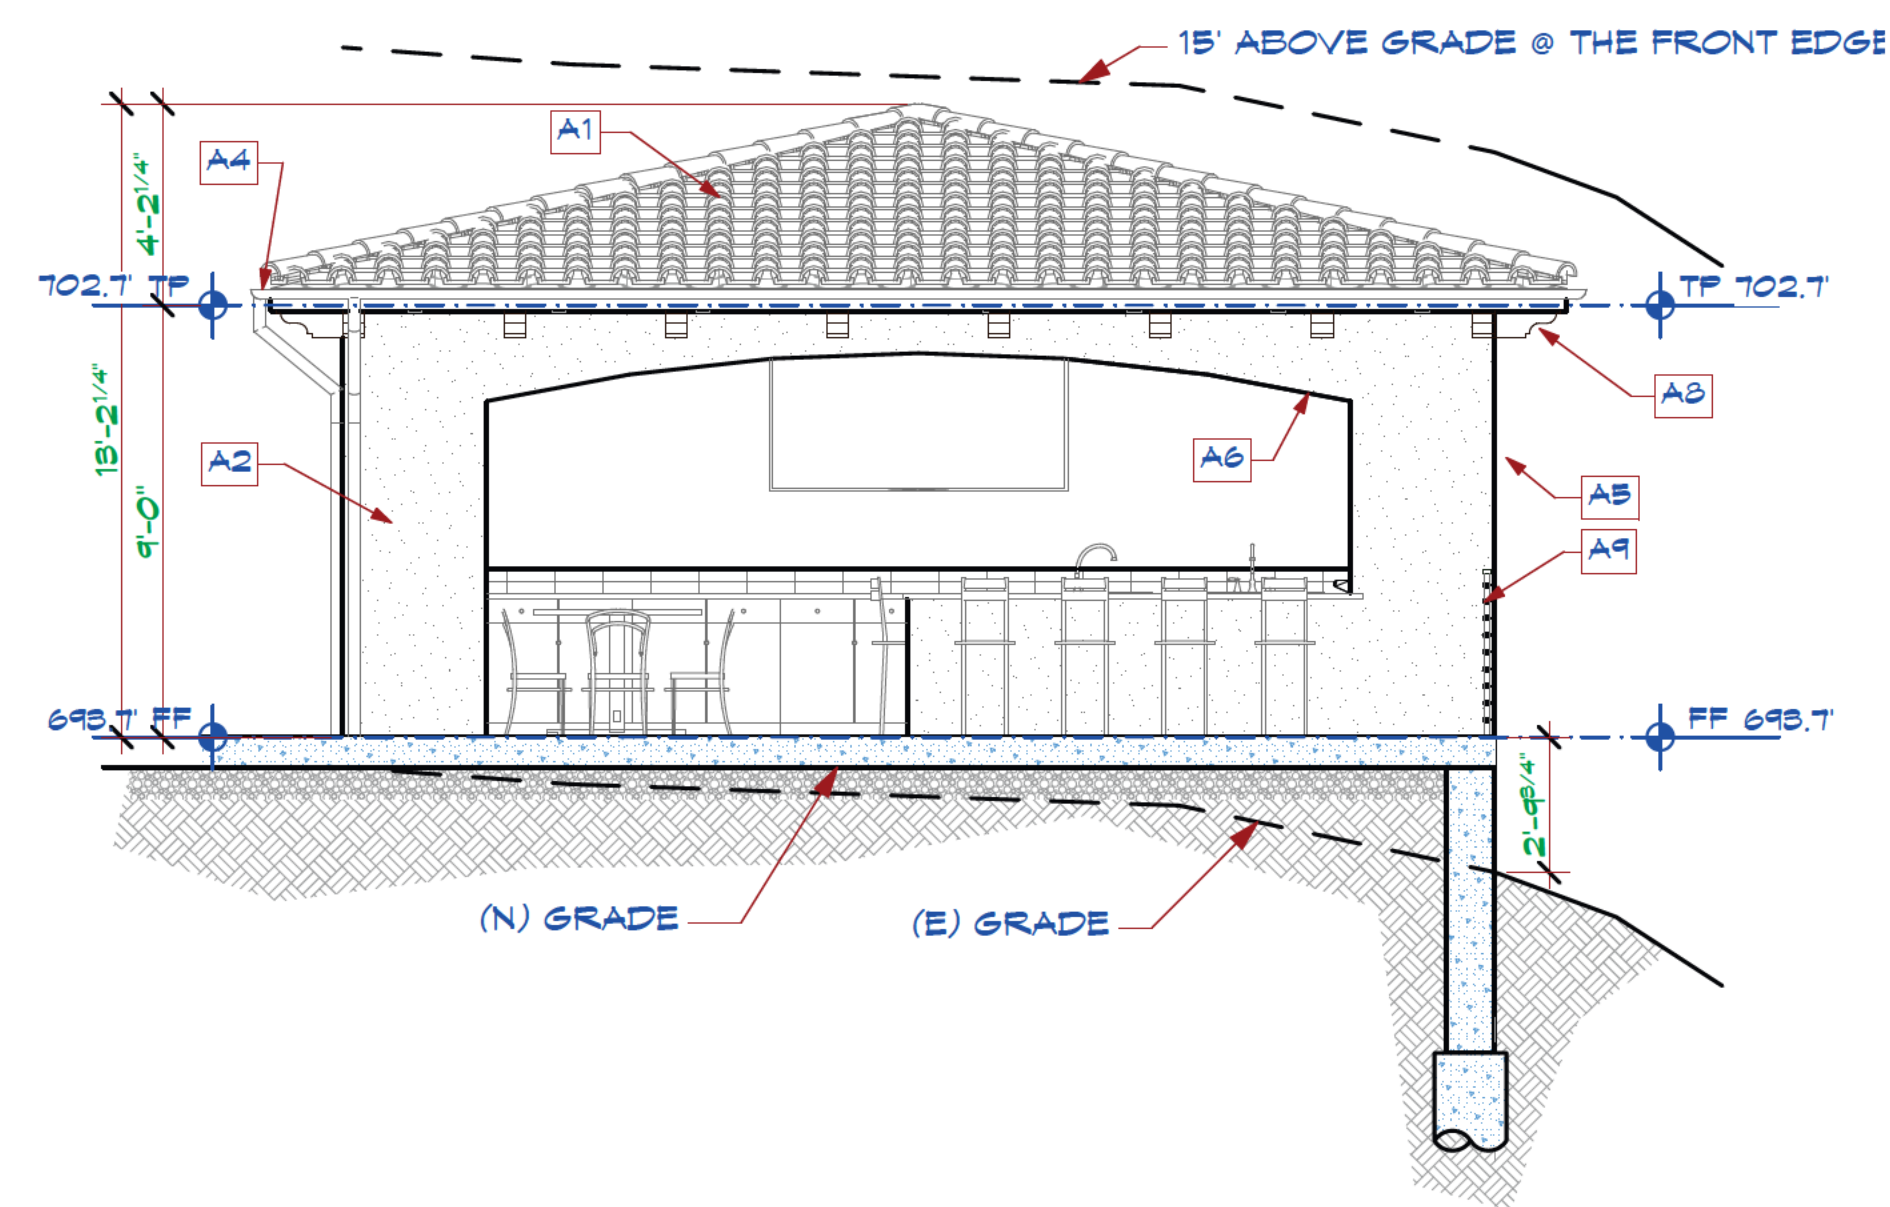 15' ABOVE GRADE @ THE FRONT EDGE
A1
A4
4'-2 1/4"
702.7' TP
TP 702.7'
13'-2 1/4"
A8
A6
A2
A5
9'-0"
A9
693.7' FF
FF 693.7'
2'-9 3/4"
(N) GRADE
(E) GRADE